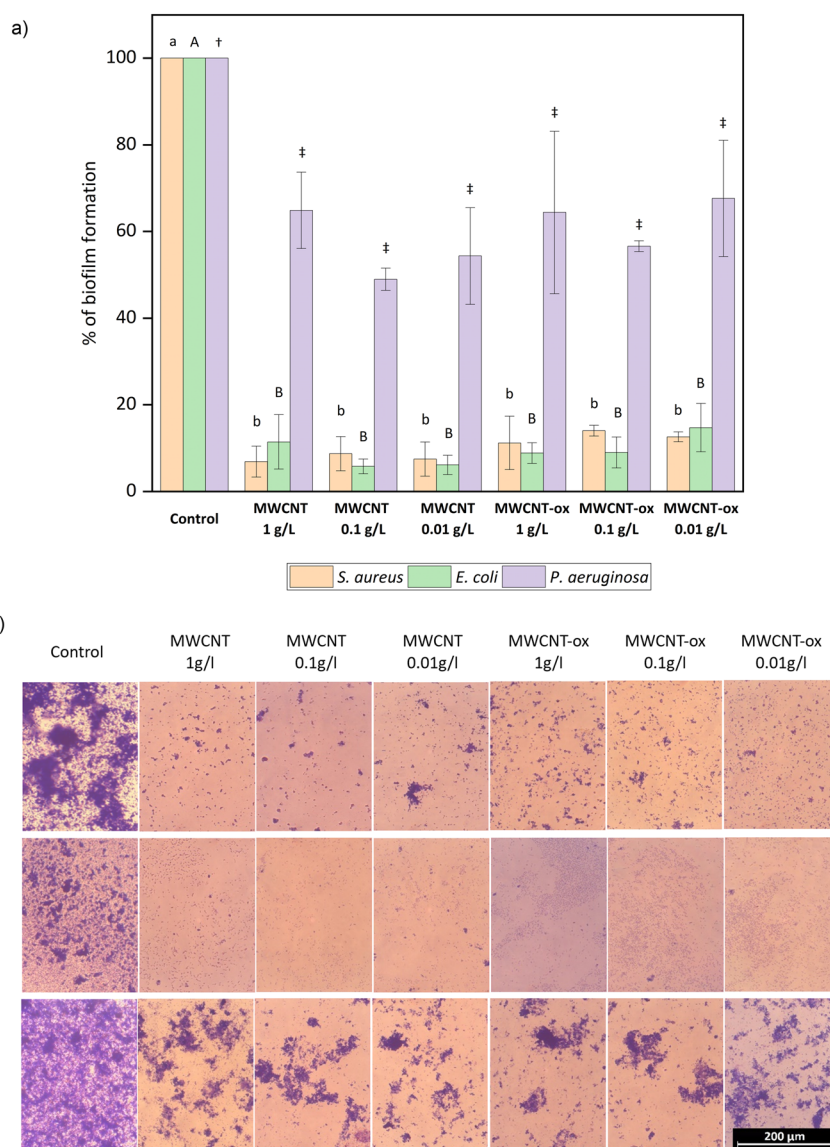 a)
100
80
60
40
20
0
% of biofilm formation
a A †
b B ‡
b B ‡
b B ‡
b B ‡
b B ‡
b B ‡
Control
MWCNT
1 g/L
MWCNT
0.1 g/L
MWCNT
0.01 g/L
MWCNT-ox
1 g/L
MWCNT-ox
0.1 g/L
MWCNT-ox
0.01 g/L
S. aureus E. coli P. aeruginosa
)
Control
MWCNT
1g/l
MWCNT
0.1g/l
MWCNT
0.01g/l
MWCNT-ox
1g/l
MWCNT-ox
0.1g/l
MWCNT-ox
0.01g/l
200 µm